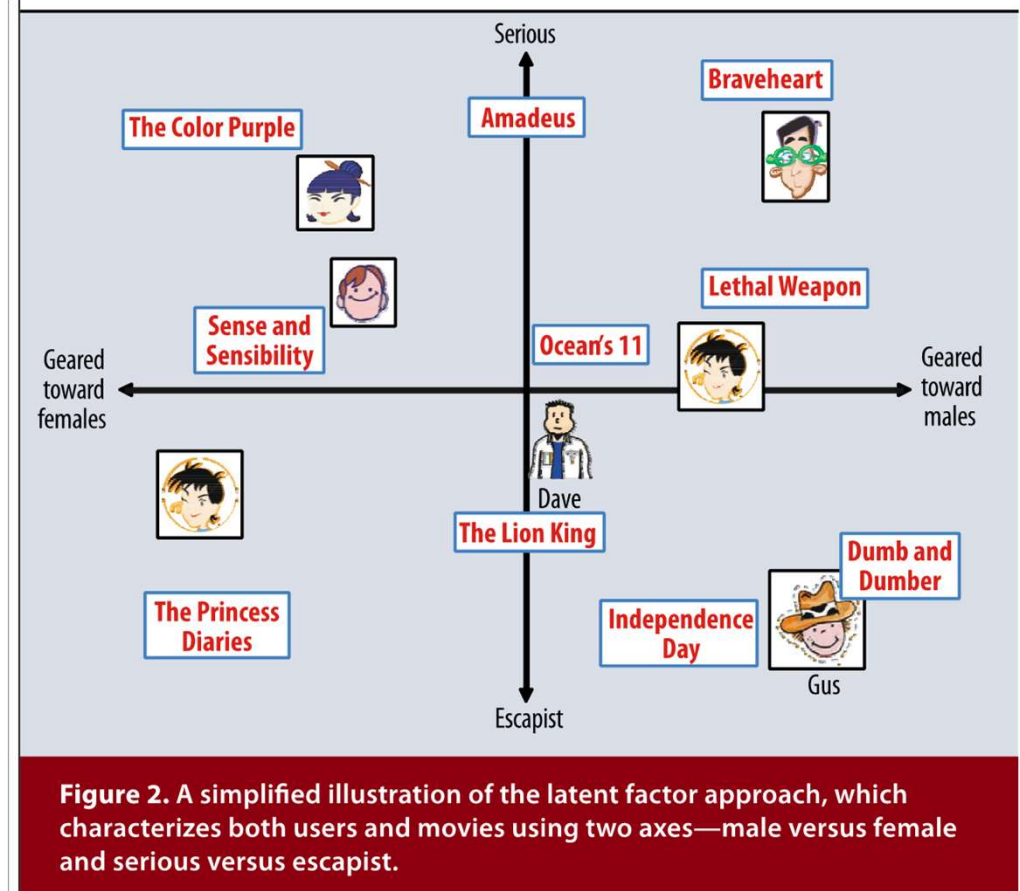 Serious
Braveheart
Amadeus
The Color Purple
Lethal Weapon
Sense and
Sensibility
Ocean's 11
Geared
toward
females
Geared
toward
males
Dave
The Lion King
Dumb and
Dumber
The Princess
Diaries
Independence
Day
Gus
Escapist
Figure 2. A simplified illustration of the latent factor approach, which
characterizes both users and movies using two axes—male versus female
and serious versus escapist.